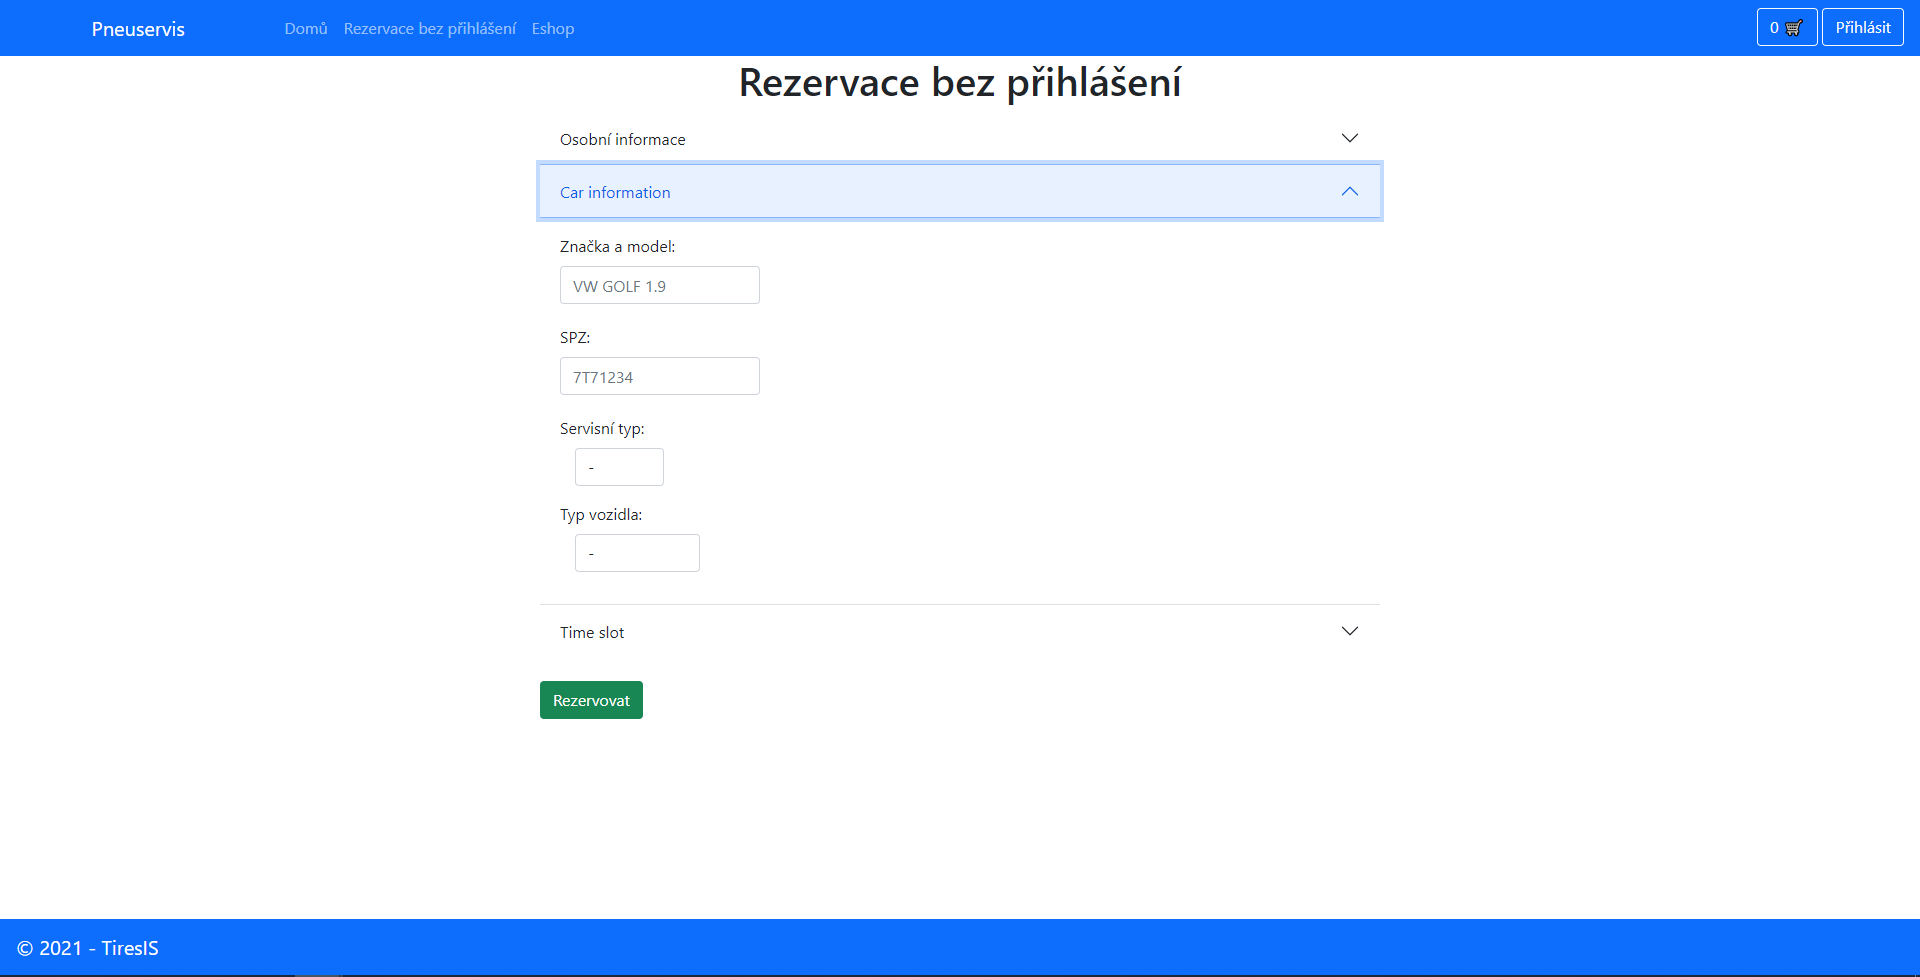 Pneuservis
Domů Rezervace bez přihlášení Eshop
0
Přihlásit
Rezervace bez přihlášení
Osobní informace
Car information
Značka a model:
VW GOLF 1.9
SPZ:
7T71234
Servisní typ:
-
Typ vozidla:
-
Time slot
Rezervovat
© 2021 - TiresIS